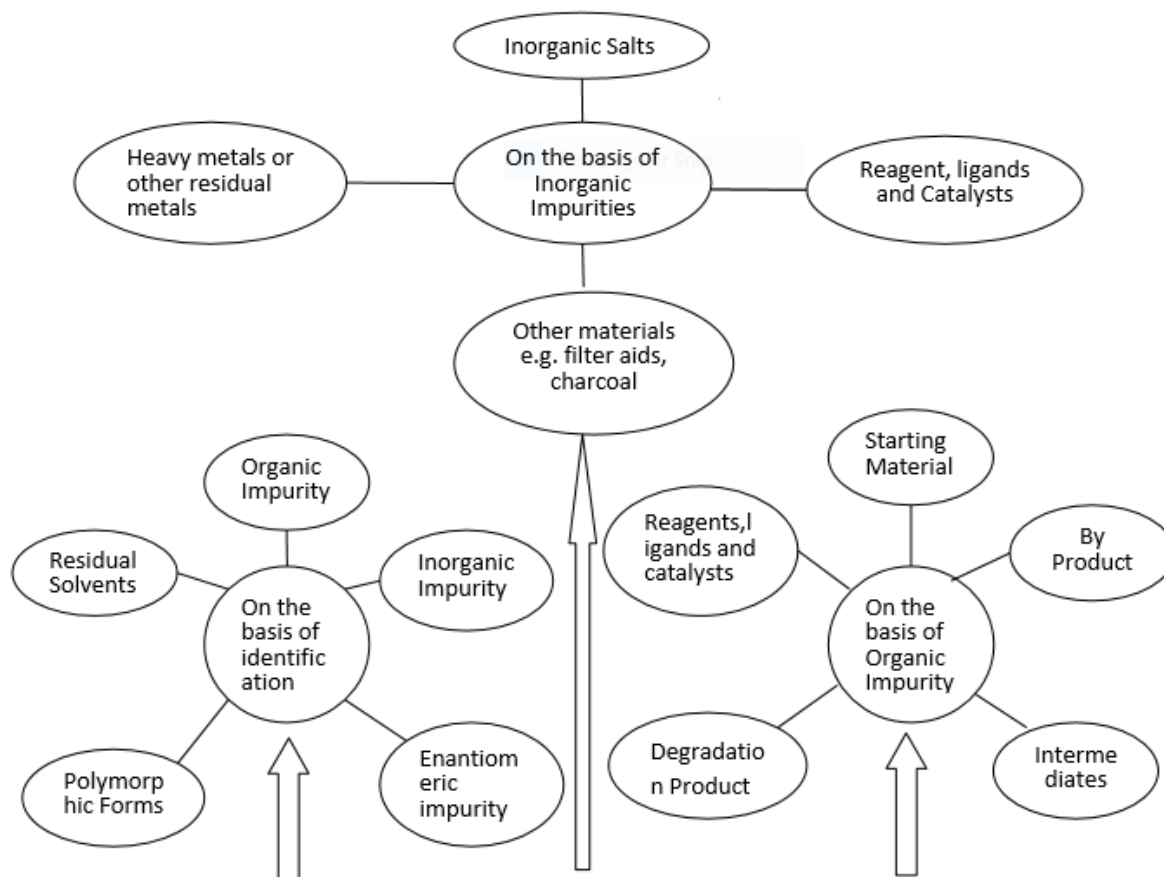 Inorganic Salts
Heavy metals or
other residual
metals
On the basis of
Inorganic
Impurities
Reagent, ligands
and Catalysts
Other materials
e.g. filter aids,
charcoal
Organic
Impurity
Residual
Solvents
Inorganic
Impurity
On the
basis of
identific
ation
Polymorp
hic Forms
Enantiom
eric
impurity
Starting
Material
Reagents,l
igands and
catalysts
By
Product
On the
basis of
Organic
Impurity
Degradatio
n Product
Interme
diates